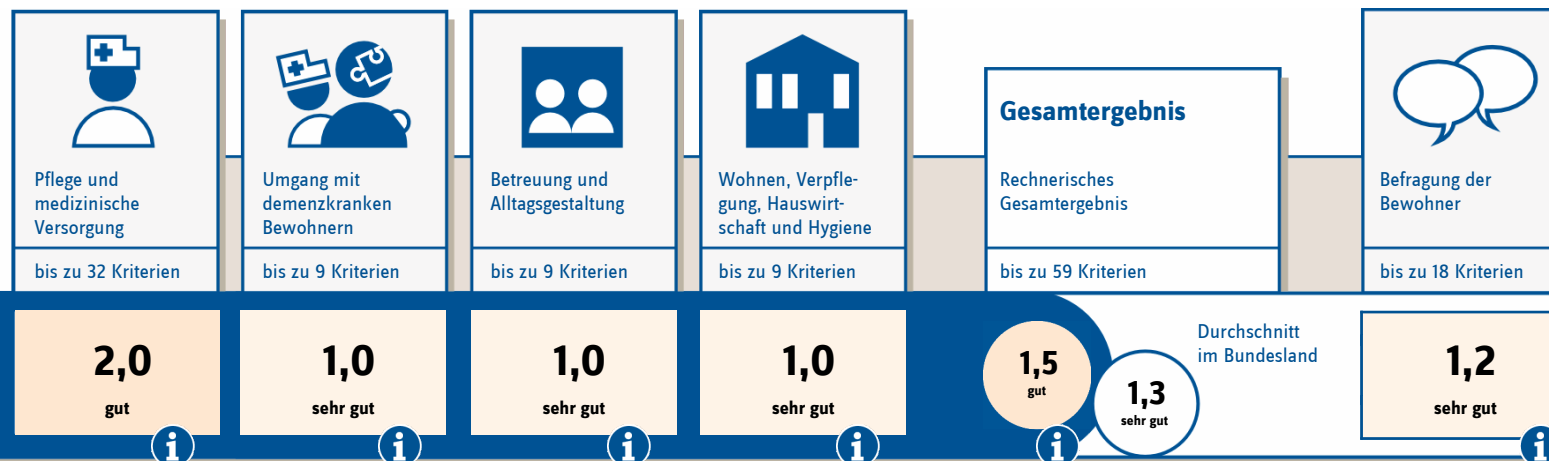 Pflege und
medizinische
Versorgung
bis zu 32 Kriterien
2,0
gut
Umgang mit
demenzkranken
Bewohnern
bis zu 9 Kriterien
1,0
sehr gut
Betreuung und
Alltagsgestaltung
bis zu 9 Kriterien
1,0
sehr gut
Wohnen, Verpfle-
gung, Hauswirt-
schaft und Hygiene
bis zu 9 Kriterien
1,0
sehr gut
Gesamtergebnis
Rechnerisches
Gesamtergebnis
bis zu 59 Kriterien
1,5
gut
1,3
sehr gut
Durchschnitt
im Bundesland
Befragung der
Bewohner
bis zu 18 Kriterien
1,2
sehr gut